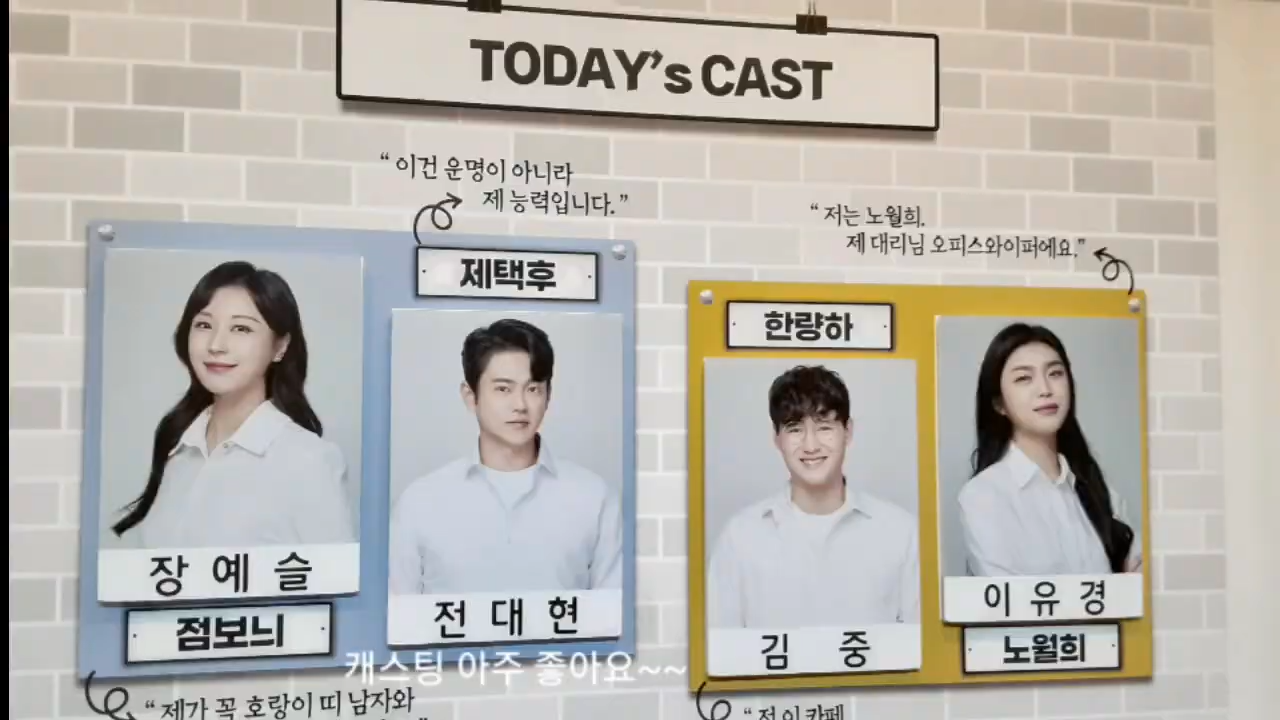 TODAY's CAST
“ 이건 운명이 아니라
제 능력입니다.”
“ 저는 노월희.
제 대리님 오피스와이퍼에요.”
제택후
한량하
장 예 슬
점보늬
전 대 현
김 중
이 유 경
노월희
캐스팅 아주 좋아요~~
“ 제가 꼭 호랑이 띠 남자와
“ 저 이 카페